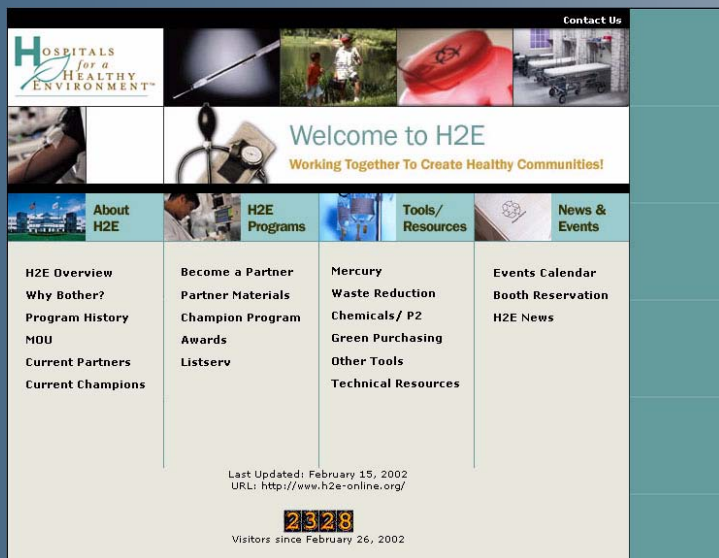 Contact Us
HOSPITALS
for a
HEALTHY
ENVIRONMENT™
Welcome to H2E
Working Together To Create Healthy Communities!
About
H2E
H2E
Programs
Tools/
Resources
News &
Events
H2E Overview
Why Bother?
Program History
MOU
Current Partners
Current Champions
Become a Partner
Partner Materials
Champion Program
Awards
Listserv
Mercury
Waste Reduction
Chemicals/ P2
Green Purchasing
Other Tools
Technical Resources
Events Calendar
Booth Reservation
H2E News
Last Updated: February 15, 2002
URL: http://www.h2e-online.org/
2328
Visitors since February 26, 2002